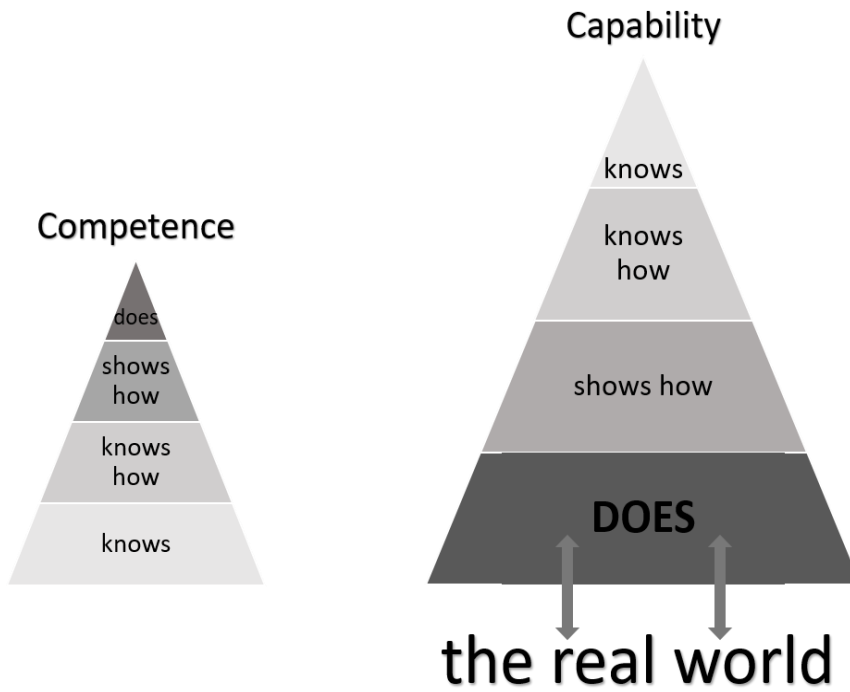 Competence
does
shows
how
knows
how
knows
Capability
knows
knows
how
shows how
DOES
the real world